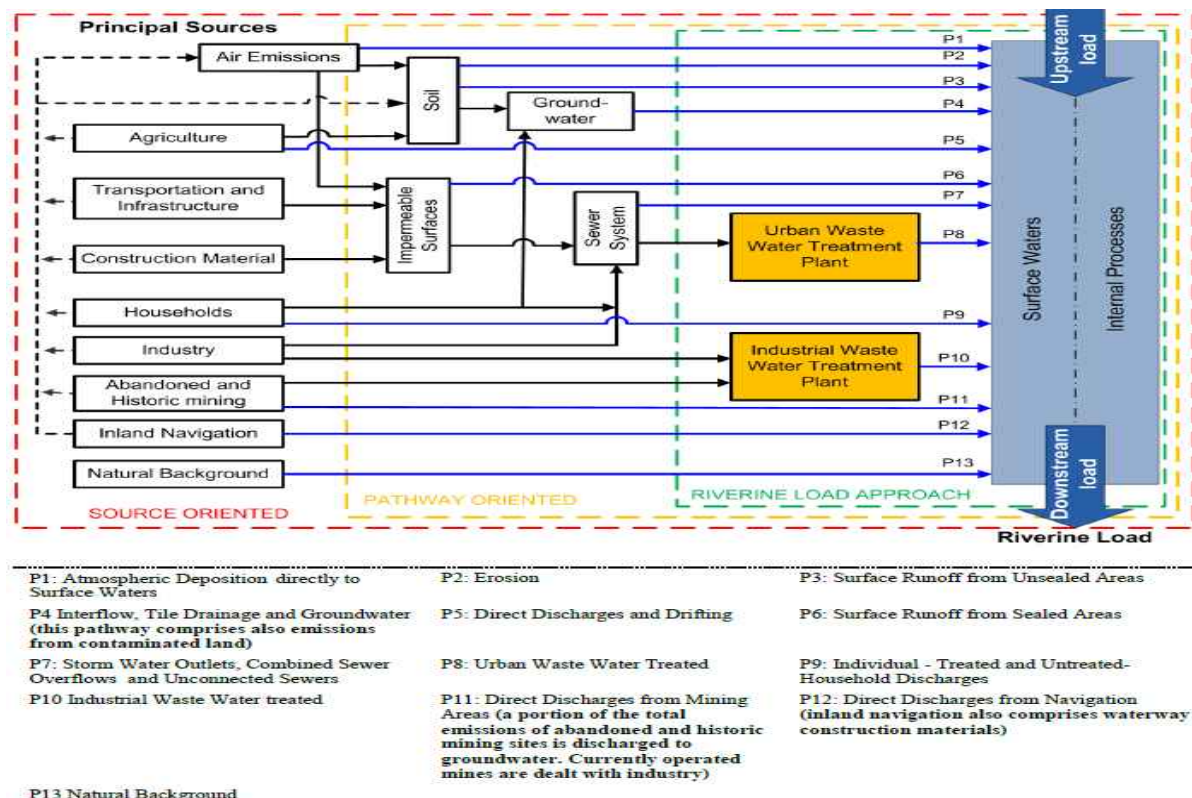 Principal Sources
Air Emissions
Soil
Ground-
water
Agriculture
Transportation and
Infrastructure
Impermeable
Surfaces
Sewer
System
Construction Material
Urban Waste
Water Treatment
Plant
Households
Industry
Industrial Waste
Water Treatment
Plant
Abandoned and
Historic mining
Inland Navigation
Natural Background
P1
P2
P3
P4
P5
P6
P7
P8
P9
P10
P11
P12
P13
Upstream
load
Surface Waters
Internal Processes
Downstream
load
SOURCE ORIENTED
PATHWAY ORIENTED
RIVERINE LOAD APPROACH
Riverine Load
P1: Atmospheric Deposition directly to
Surface Waters
P2: Erosion
P3: Surface Runoff from Unsealed Areas
P4 Interflow, Tile Drainage and Groundwater
(this pathway comprises also emissions
from contaminated land)
P5: Direct Discharges and Drifting
P6: Surface Runoff from Sealed Areas
P7: Storm Water Outlets, Combined Sewer
Overflows and Unconnected Sewers
P8: Urban Waste Water Treated
P9: Individual - Treated and Untreated-
Household Discharges
P10 Industrial Waste Water treated
P11: Direct Discharges from Mining
Areas (a portion of the total
emissions of abandoned and historic
mining sites is discharged to
groundwater. Currently operated
mines are dealt with industry)
P12: Direct Discharges from Navigation
(inland navigation also comprises waterway
construction materials)
P13 Natural Background